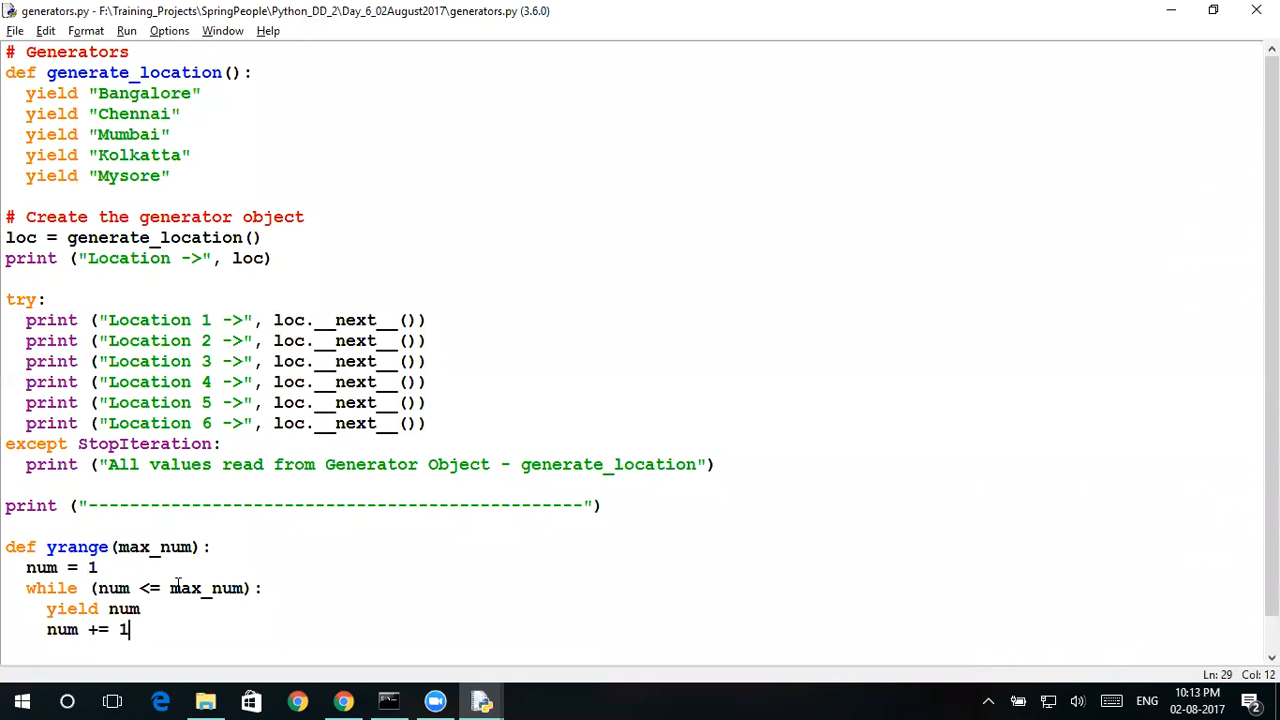 generators.py - F:\Training_Projects\SpringPeople\Python_DD_2\Day_6_02August2017\generators.py (3.6.0)
File Edit Format Run Options Window Help
# Generators
def generate_location():
  yield "Bangalore"
  yield "Chennai"
  yield "Mumbai"
  yield "Kolkatta"
  yield "Mysore"
# Create the generator object
loc = generate_location()
print ("Location ->", loc)
try:
  print ("Location 1 ->", loc.__next__())
  print ("Location 2 ->", loc.__next__())
  print ("Location 3 ->", loc.__next__())
  print ("Location 4 ->", loc.__next__())
  print ("Location 5 ->", loc.__next__())
  print ("Location 6 ->", loc.__next__())
except StopIteration:
  print ("All values read from Generator Object - generate_location")
print ("------------------------------------------------")
def yrange(max_num):
  num = 1
  while (num <= max_num):
    yield num
    num += 1
Ln: 29 Col: 12
ENG
10:13 PM
02-08-2017
2